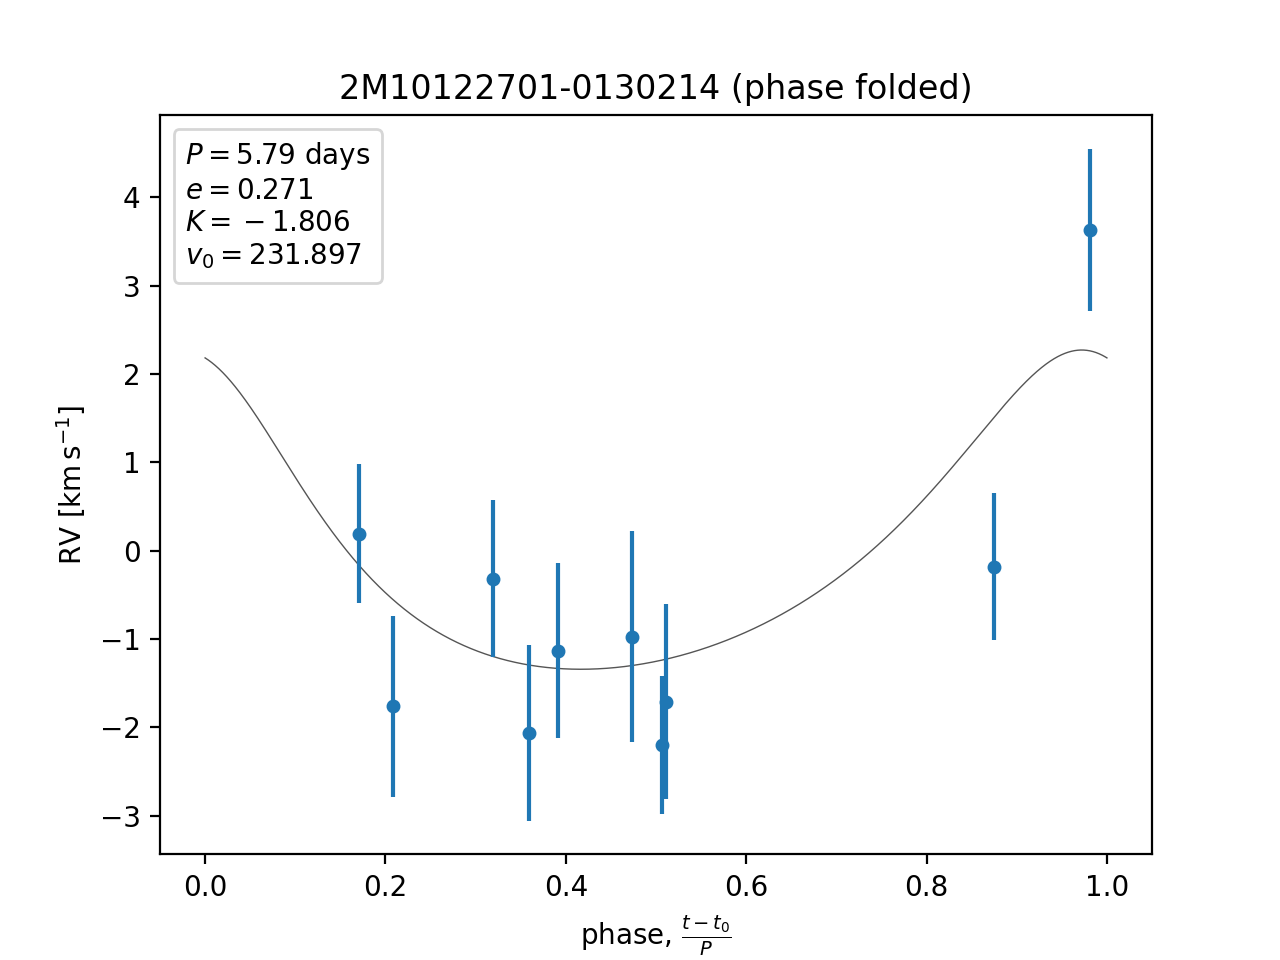 2M10122701-0130214 (phase folded)
P = 5.79 days
e = 0.271
K = −1.806
v₀ = 231.897
4
3
2
1
0
−1
−2
−3
RV [km s⁻¹]
0.0 0.2 0.4 0.6 0.8 1.0
phase, (t − t₀)/P